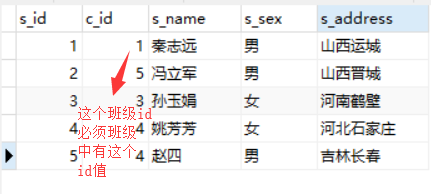 s_id c_id s_name s_sex s_address
1 1 秦志远 男 山西运城
2 5 冯立军 男 山西晋城
3 3 孙玉娟 女 河南鹤壁
4 4 姚芳芳 女 河北石家庄
5 4 赵四 男 吉林长春
这个班级id
必须班级
中有这个
id值